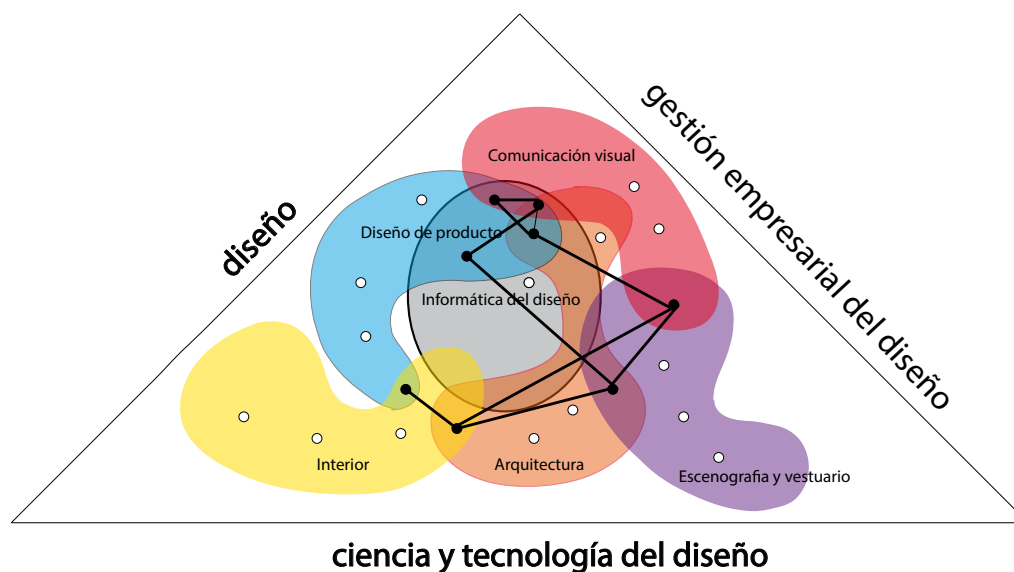 diseño
gestión empresarial del diseño
Comunicación visual
Diseño de producto
Informática del diseño
Interior
Arquitectura
Escenografia y vestuario
ciencia y tecnología del diseño